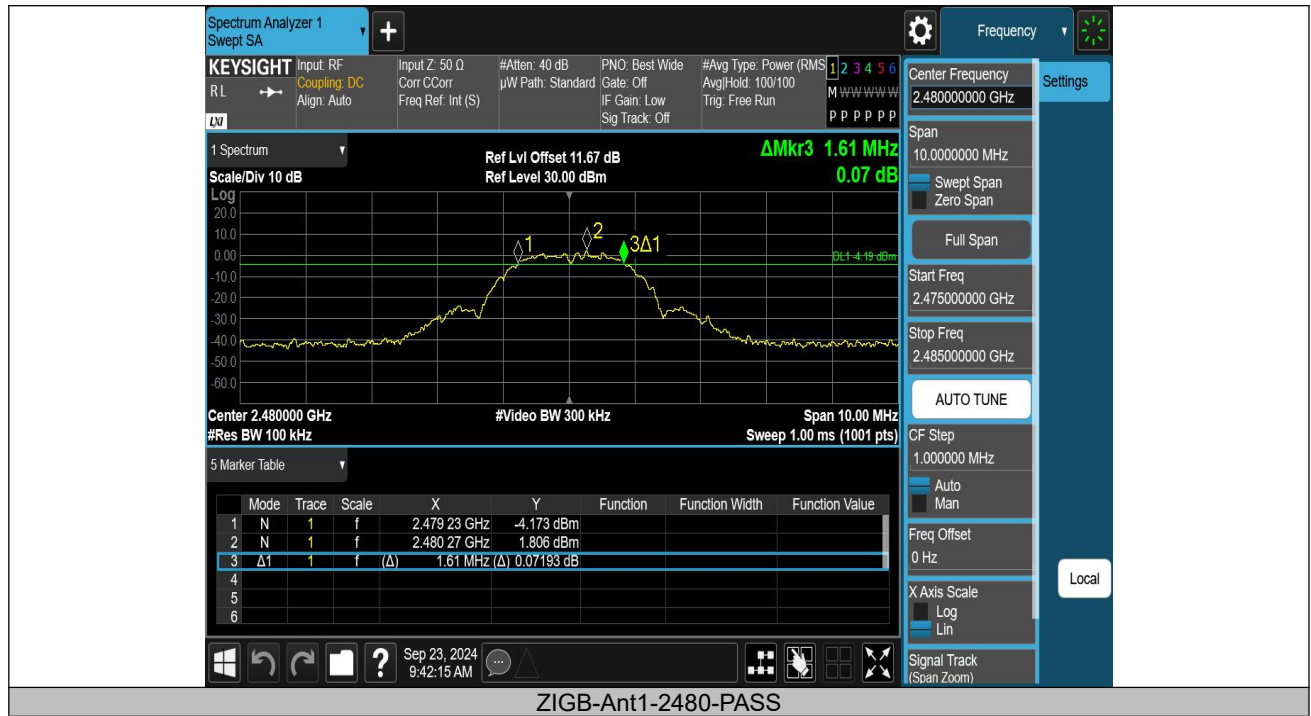 Spectrum Analyzer 1
Swept SA
+
Frequency
KEYSIGHT
RL
LXI
Input: RF
Coupling: DC
Align: Auto
Input Z: 50 Ω
Corr CCorr
Freq Ref: Int (S)
#Atten: 40 dB
µW Path: Standard
PNO: Best Wide
Gate: Off
IF Gain: Low
Sig Track: Off
#Avg Type: Power (RMS
Avg|Hold: 100/100
Trig: Free Run
1 2 3 4 5 6
M W W W W W
P P P P P P
Center Frequency
2.480000000 GHz
Settings
1 Spectrum
Ref Lvl Offset 11.67 dB
ΔMkr3 1.61 MHz
Scale/Div 10 dB
Ref Level 30.00 dBm
0.07 dB
Log
20.0
10.0
0.00
-10.0
-20.0
-30.0
-40.0
-50.0
-60.0
1
2
3Δ1
DL1 -4.19 dBm
Center 2.480000 GHz
#Video BW 300 kHz
Span 10.00 MHz
#Res BW 100 kHz
Sweep 1.00 ms (1001 pts)
Span
10.0000000 MHz
Swept Span
Zero Span
Full Span
Start Freq
2.475000000 GHz
Stop Freq
2.485000000 GHz
AUTO TUNE
CF Step
1.000000 MHz
Auto
Man
Freq Offset
0 Hz
X Axis Scale
Log
Lin
Signal Track
(Span Zoom)
Local
5 Marker Table
Mode Trace Scale X Y Function Function Width Function Value
1 N 1 f 2.479 23 GHz -4.173 dBm
2 N 1 f 2.480 27 GHz 1.806 dBm
3 Δ1 1 f (Δ) 1.61 MHz (Δ) 0.07193 dB
4
5
6
?
Sep 23, 2024
9:42:15 AM
ZIGB-Ant1-2480-PASS